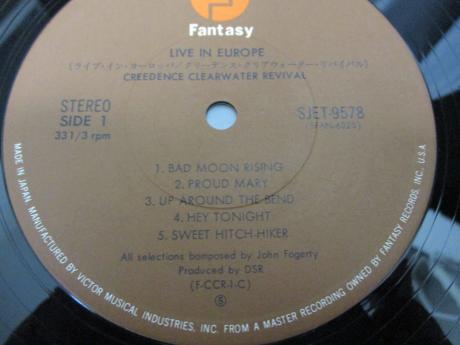 Fantasy
LIVE IN EUROPE
(ライブ・イン・ヨーロッパ/クリーデンス・クリアウォーター・リバイバル)
CREEDENCE CLEARWATER REVIVAL
STEREO
SIDE 1
33 1/3 rpm
SJET-9578
1. BAD MOON RISING
2. PROUD MARY
3. UP AROUND THE BEND
4. HEY TONIGHT
5. SWEET HITCH-HIKER
All selections bomposed by John Fogerty
Produced by DSR
(F-CCR-1-C)
Ⓢ
MADE IN JAPAN, MANUFACTURED BY VICTOR MUSICAL INDUSTRIES, INC. FROM A MASTER RECORDING OWNED BY FANTASY RECORDS, INC. U.S.A